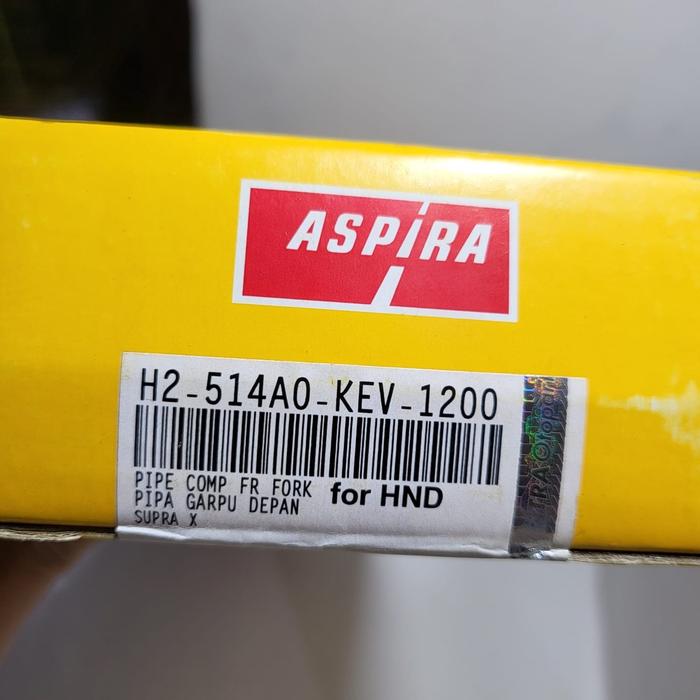 ASPIRA
H2-514A0-KEV-1200
PIPE COMP FR FORK
PIPA GARPU DEPAN
for HND
SUPRA X